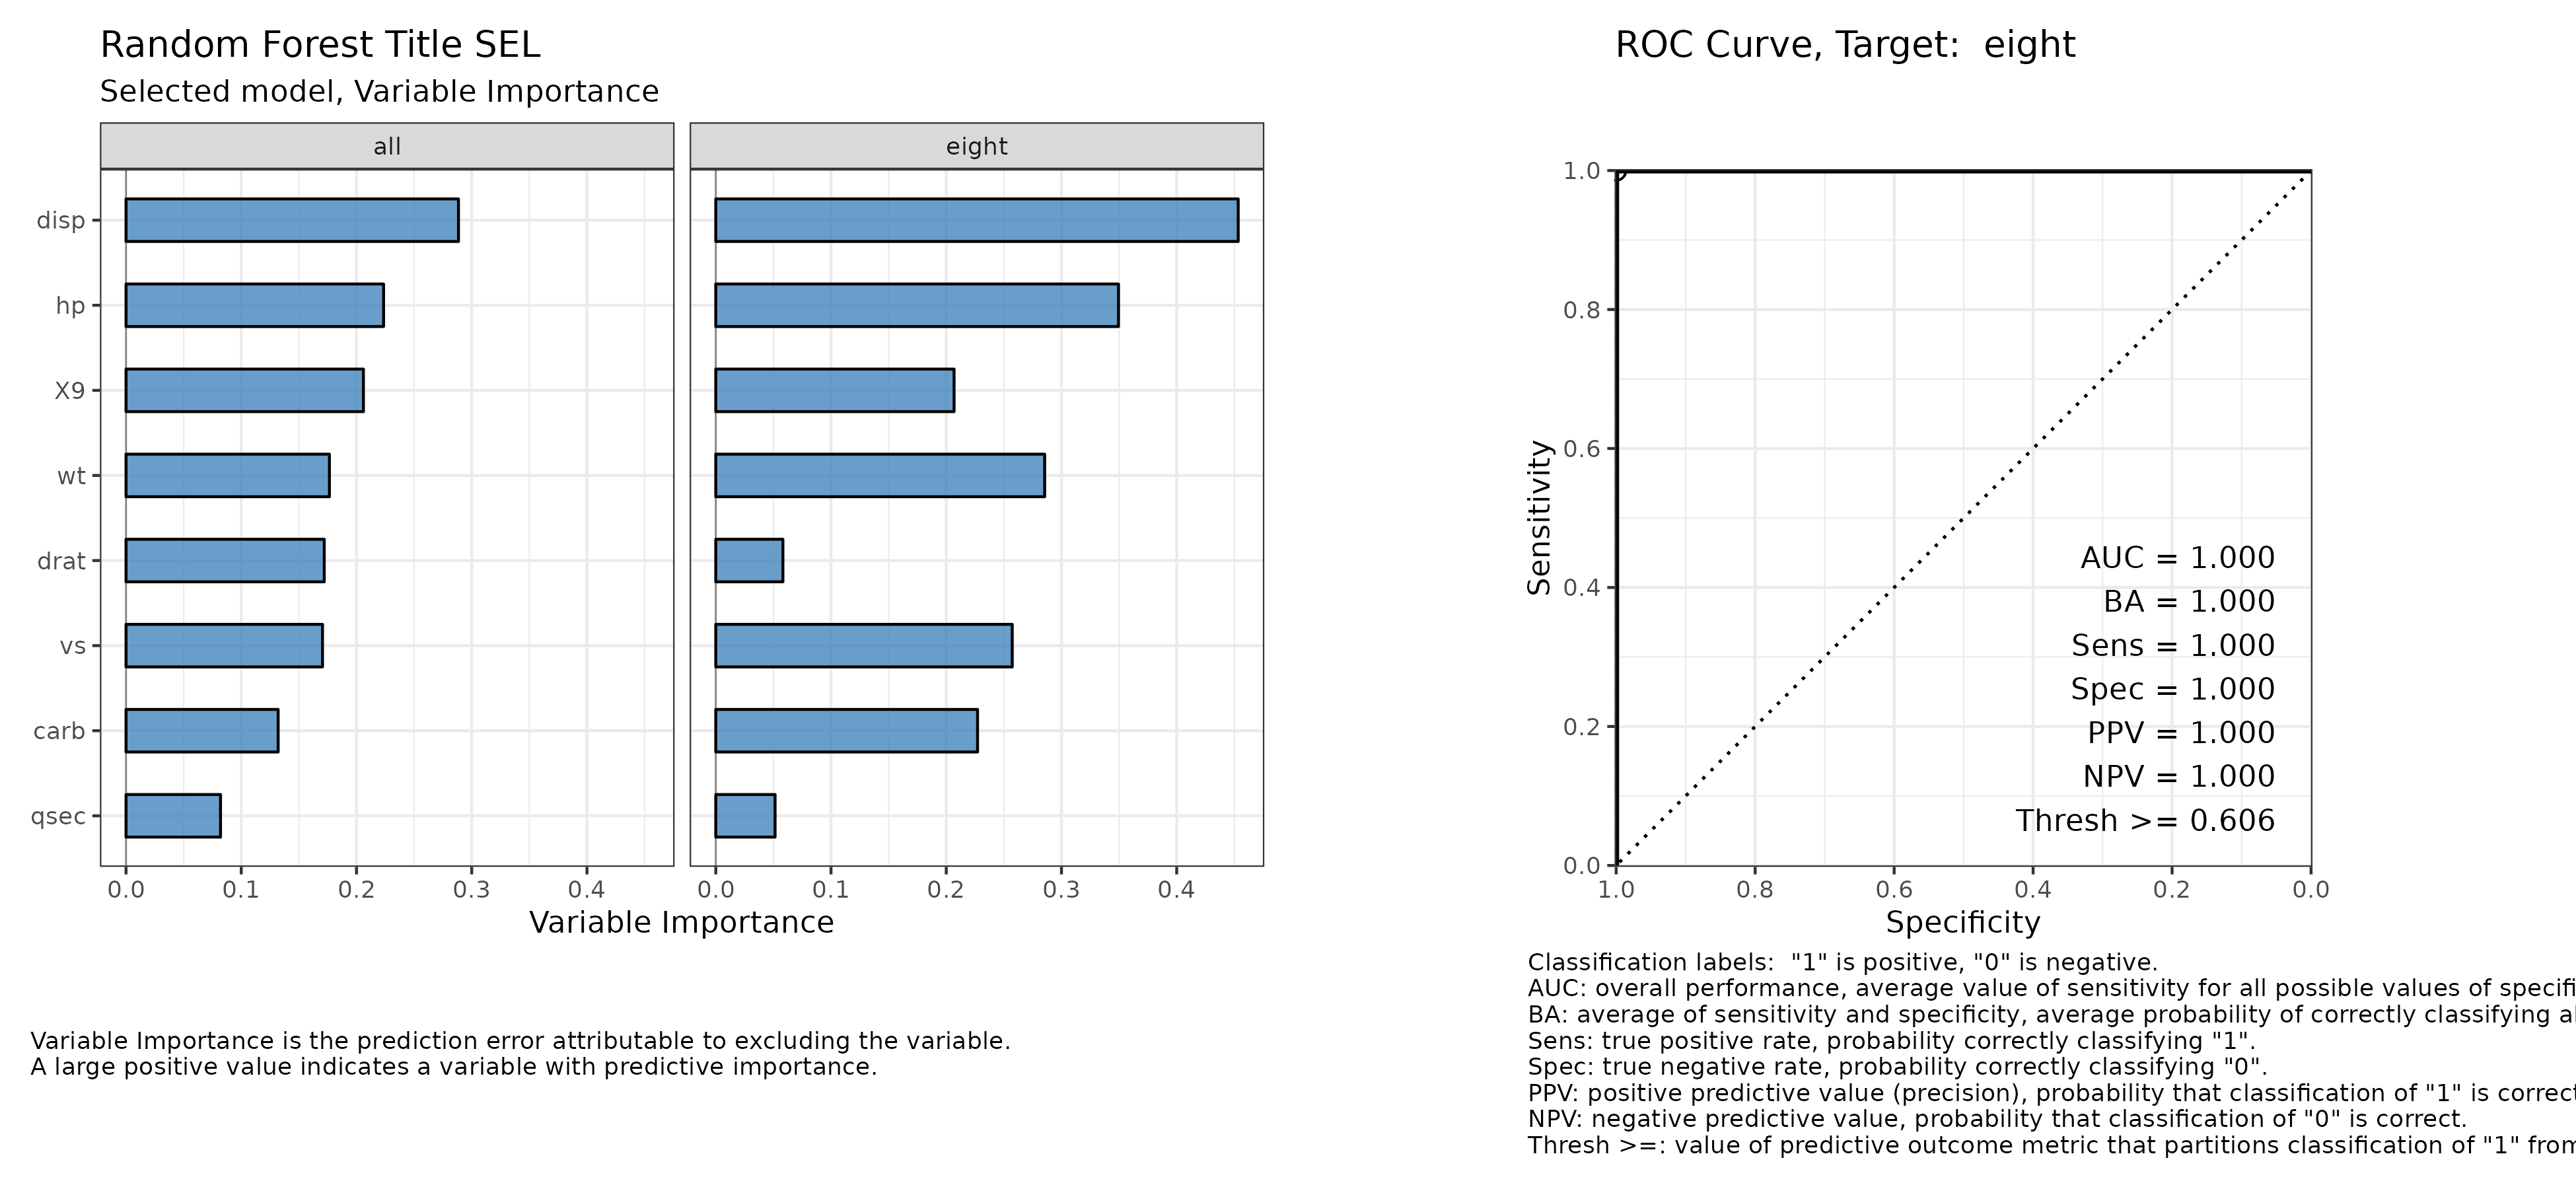 Random Forest Title SEL
Selected model, Variable Importance
all
eight
disp
hp
X9
wt
drat
vs
carb
qsec
0.0 0.1 0.2 0.3 0.4
0.0 0.1 0.2 0.3 0.4
Variable Importance
Variable Importance is the prediction error attributable to excluding the variable.
A large positive value indicates a variable with predictive importance.
ROC Curve, Target:  eight
1.0
0.8
0.6
0.4
0.2
0.0
Sensitivity
AUC = 1.000
BA = 1.000
Sens = 1.000
Spec = 1.000
PPV = 1.000
NPV = 1.000
Thresh >= 0.606
1.0 0.8 0.6 0.4 0.2 0.0
Specificity
Classification labels:  "1" is positive, "0" is negative.
AUC: overall performance, average value of sensitivity for all possible values of
BA: average of sensitivity and specificity, average probability of correctly classifying
Sens: true positive rate, probability correctly classifying "1".
Spec: true negative rate, probability correctly classifying "0".
PPV: positive predictive value (precision), probability that classification of "1" is correct
NPV: negative predictive value, probability that classification of "0" is correct.
Thresh >=: value of predictive outcome metric that partitions classification of "1" from